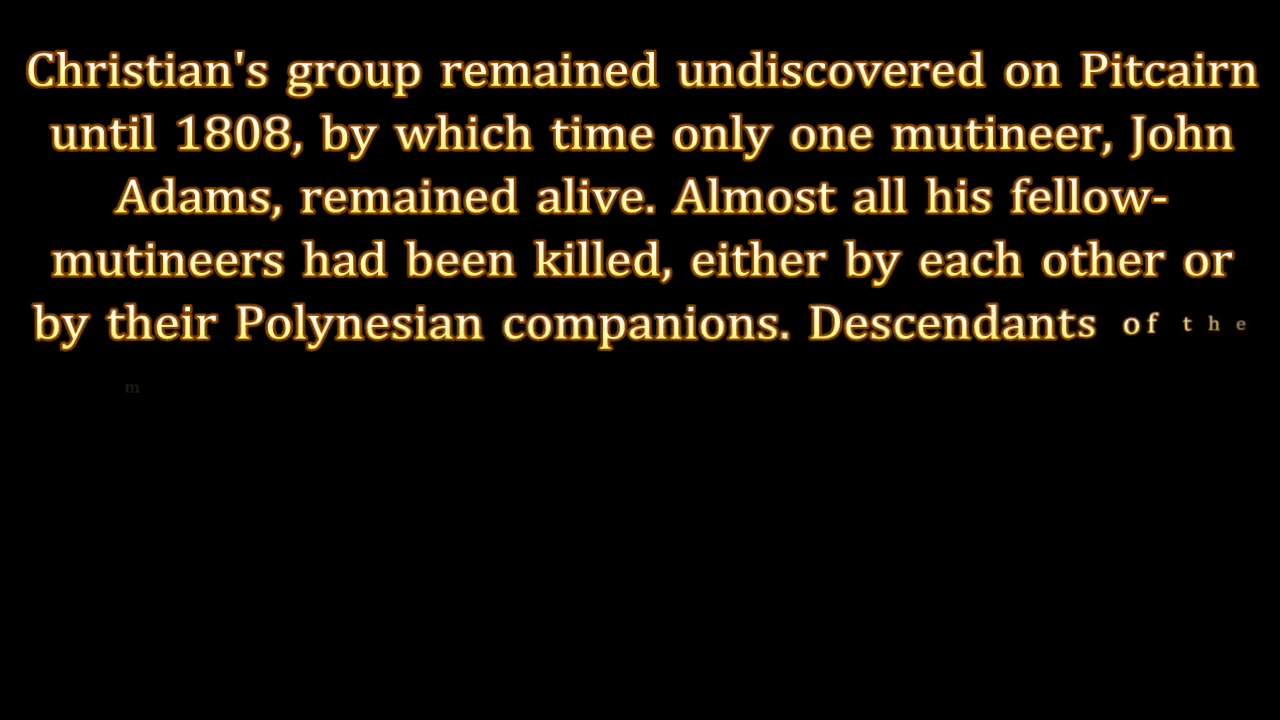 Christian's group remained undiscovered on Pitcairn
until 1808, by which time only one mutineer, John
Adams, remained alive. Almost all his fellow-
mutineers had been killed, either by each other or
by their Polynesian companions. Descendants of the
m